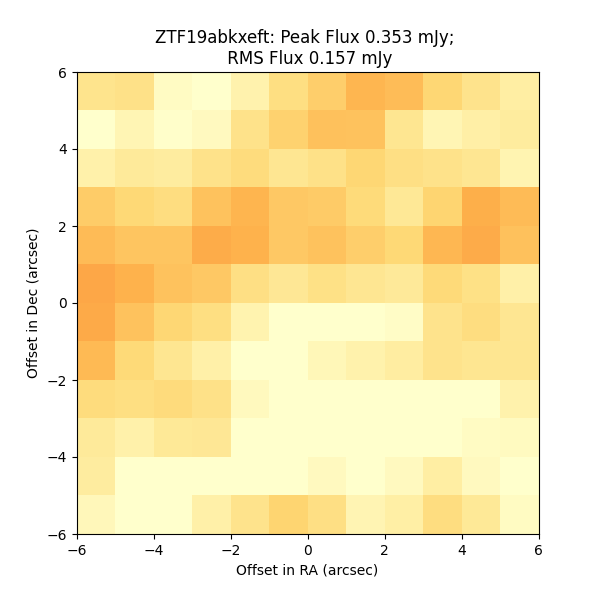 ZTF19abkxeft: Peak Flux 0.353 mJy;
RMS Flux 0.157 mJy
6
4
2
0
−2
−4
−6
Offset in Dec (arcsec)
−6 −4 −2 0 2 4 6
Offset in RA (arcsec)